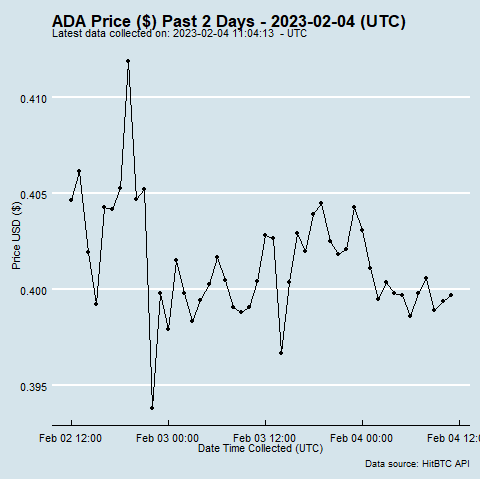 ADA Price ($) Past 2 Days - 2023-02-04 (UTC)
Latest data collected on: 2023-02-04 11:04:13 - UTC
0.410
0.405
0.400
0.395
Price USD ($)
Feb 02 12:00 Feb 03 00:00 Feb 03 12:00 Feb 04 00:00 Feb 04 12:
Date Time Collected (UTC)
Data source: HitBTC API